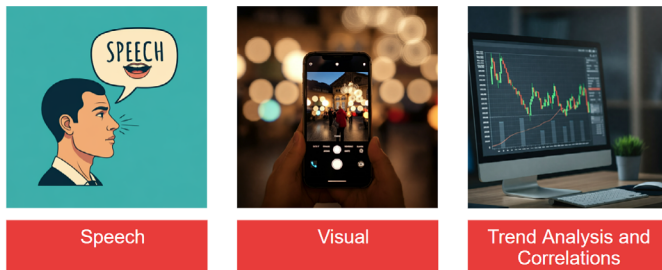 SPEECH
Speech
Visual
Trend Analysis and
Correlations